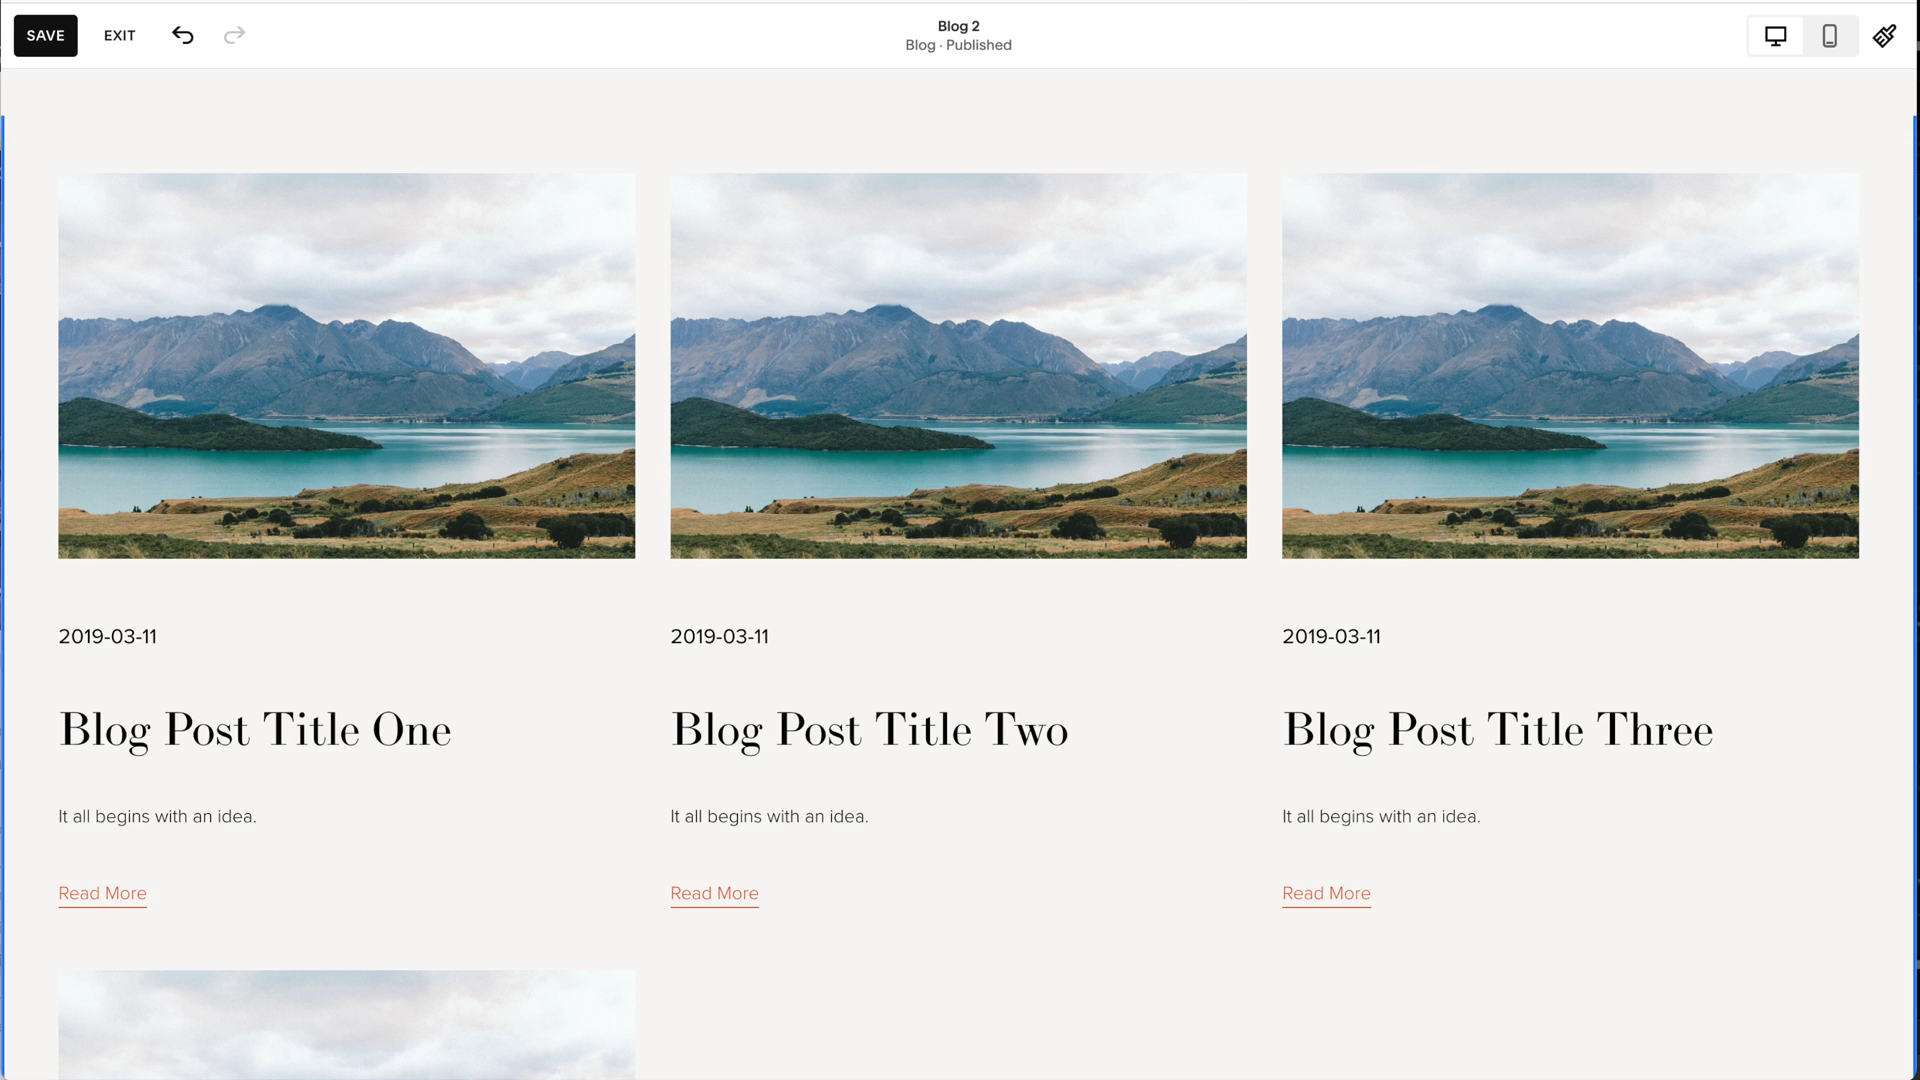 SAVE
EXIT
Blog 2
Blog · Published
2019-03-11
2019-03-11
2019-03-11
Blog Post Title One
Blog Post Title Two
Blog Post Title Three
It all begins with an idea.
It all begins with an idea.
It all begins with an idea.
Read More
Read More
Read More